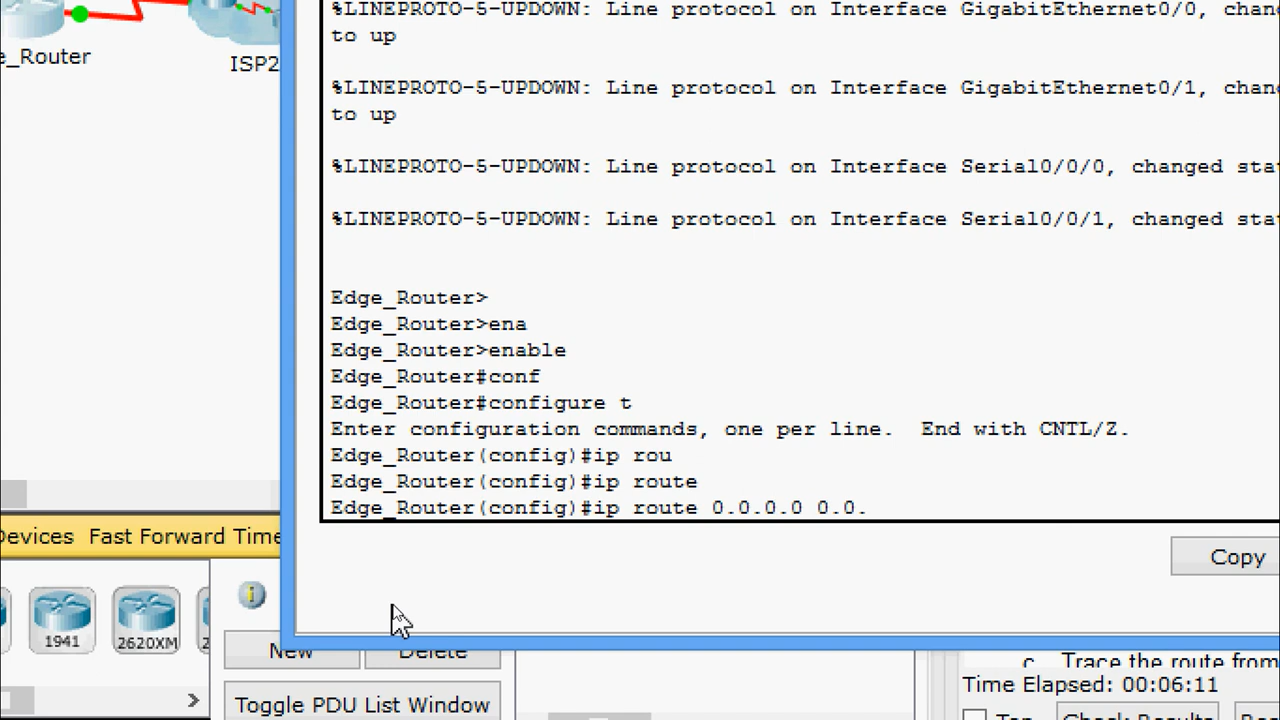 %LINEPROTO-5-UPDOWN: Line protocol on Interface GigabitEthernet0/0, chan
to up
%LINEPROTO-5-UPDOWN: Line protocol on Interface GigabitEthernet0/1, chan
to up
%LINEPROTO-5-UPDOWN: Line protocol on Interface Serial0/0/0, changed sta
%LINEPROTO-5-UPDOWN: Line protocol on Interface Serial0/0/1, changed sta
Edge_Router>
Edge_Router>ena
Edge_Router>enable
Edge_Router#conf
Edge_Router#configure t
Enter configuration commands, one per line.  End with CNTL/Z.
Edge_Router(config)#ip rou
Edge_Router(config)#ip route
Edge_Router(config)#ip route 0.0.0.0 0.0.
e_Router
ISP2
Devices Fast Forward Time
Copy
1941
2620XM
New
Delete
Toggle PDU List Window
c. Trace the route from
Time Elapsed: 00:06:11
Top
Check Results